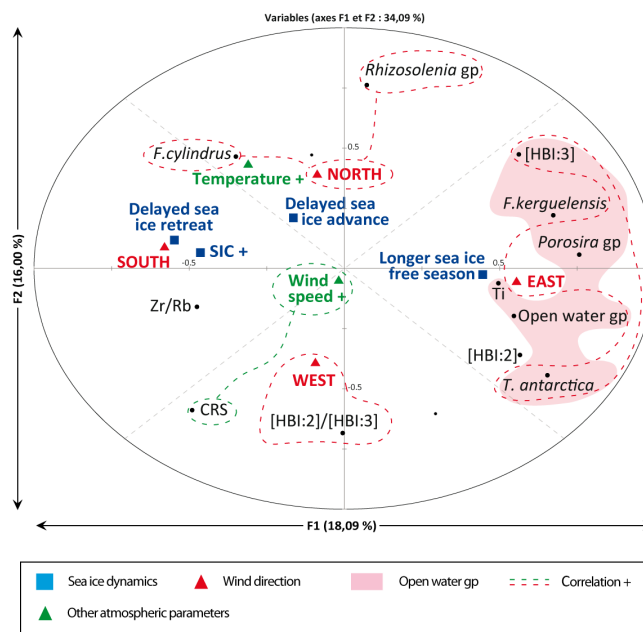 Variables (axes F1 et F2 : 34,09 %)
Rhizosolenia gp
0.5
F.cylindrus
[HBI:3]
Temperature +
NORTH
F.kerguelensis
Delayed sea
ice retreat
Delayed sea
ice advance
SOUTH
SIC +
Porosira gp
Longer sea ice
free season
-0.5
0.5
EAST
Wind
speed +
Ti
Zr/Rb
Open water gp
[HBI:2]
WEST
-0.5
T. antarctica
CRS
[HBI:2]/[HBI:3]
F2 (16,00 %)
F1 (18,09 %)
Sea ice dynamics
Wind direction
Open water gp
Correlation +
Other atmospheric parameters